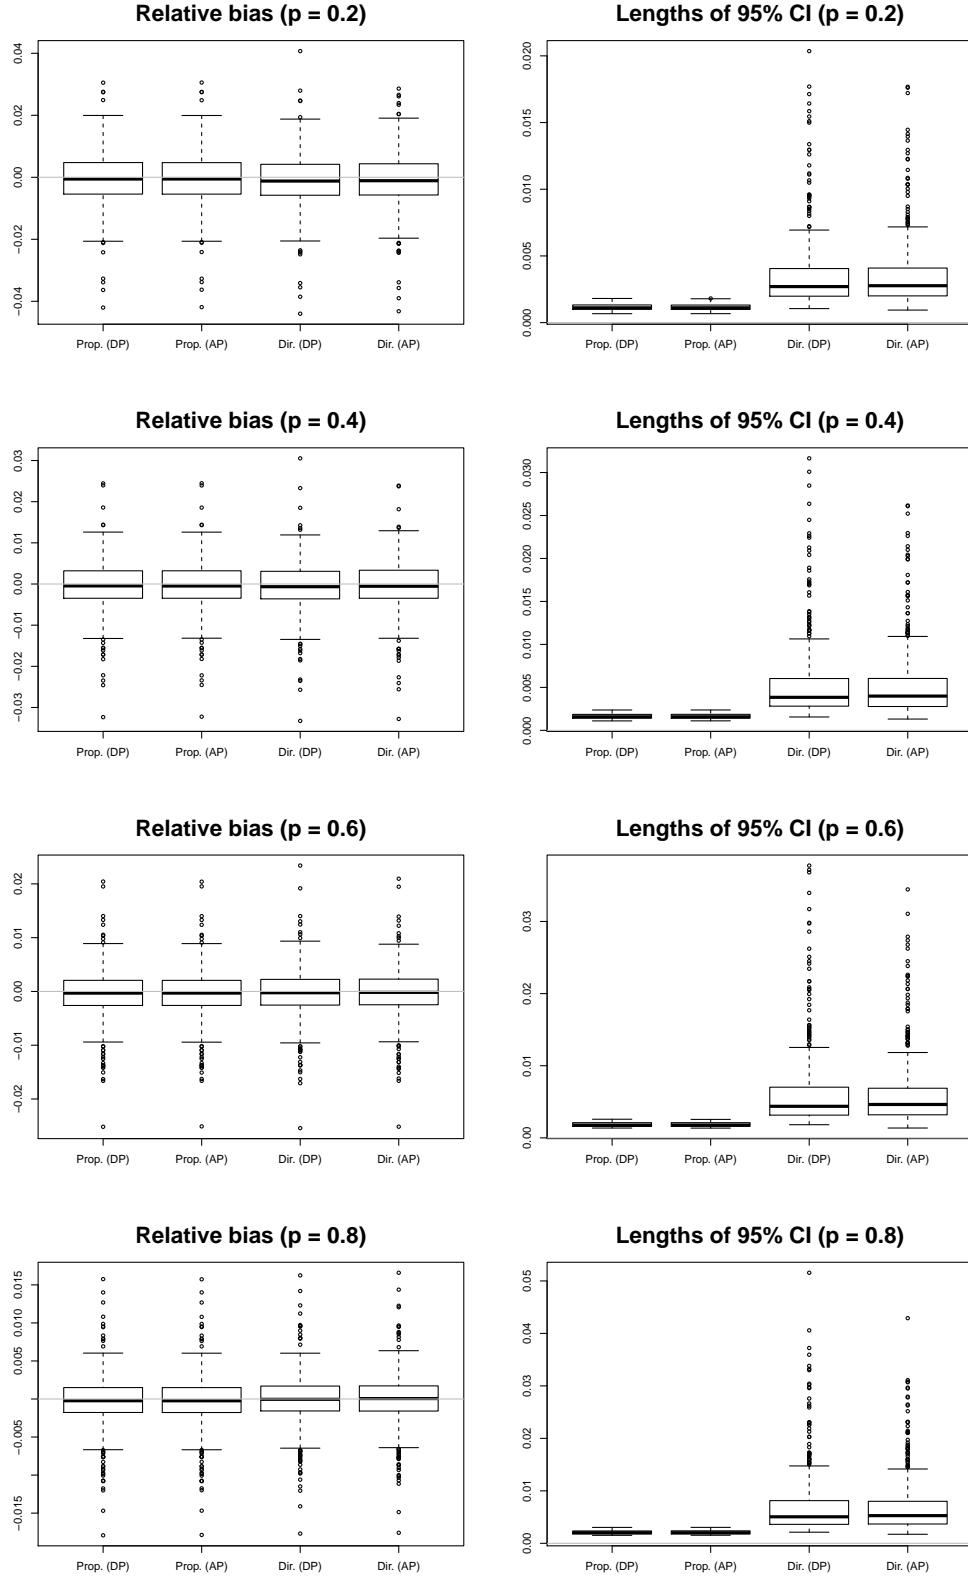 Relative bias (p = 0.2)
0.04
0.02
0.00
−0.02
−0.04
Prop. (DP) Prop. (AP) Dir. (DP) Dir. (AP)
Lengths of 95% CI (p = 0.2)
0.020
0.015
0.010
0.005
0.000
Prop. (DP) Prop. (AP) Dir. (DP) Dir. (AP)
Relative bias (p = 0.4)
0.03
0.02
0.01
0.00
−0.01
−0.02
−0.03
Prop. (DP) Prop. (AP) Dir. (DP) Dir. (AP)
Lengths of 95% CI (p = 0.4)
0.030
0.025
0.020
0.015
0.010
0.005
0.000
Prop. (DP) Prop. (AP) Dir. (DP) Dir. (AP)
Relative bias (p = 0.6)
0.02
0.01
0.00
−0.01
−0.02
Prop. (DP) Prop. (AP) Dir. (DP) Dir. (AP)
Lengths of 95% CI (p = 0.6)
0.03
0.02
0.01
0.00
Prop. (DP) Prop. (AP) Dir. (DP) Dir. (AP)
Relative bias (p = 0.8)
0.015
0.010
0.005
−0.005
−0.015
Prop. (DP) Prop. (AP) Dir. (DP) Dir. (AP)
Lengths of 95% CI (p = 0.8)
0.05
0.04
0.03
0.02
0.01
0.00
Prop. (DP) Prop. (AP) Dir. (DP) Dir. (AP)